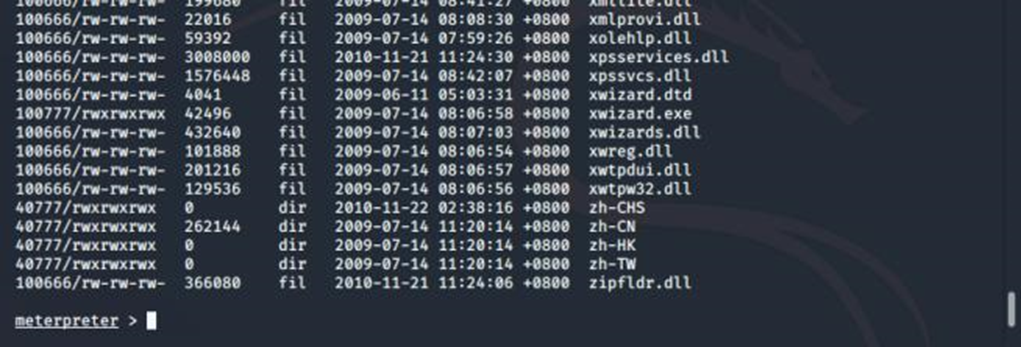 100666/rw-rw-rw- 199680 fil 2009-07-14 08:41:27 +0800 xmllite.dll
100666/rw-rw-rw- 22016 fil 2009-07-14 08:08:30 +0800 xmlprovi.dll
100666/rw-rw-rw- 59392 fil 2009-07-14 07:59:26 +0800 xolehlp.dll
100666/rw-rw-rw- 3008000 fil 2010-11-21 11:24:30 +0800 xpsservices.dll
100666/rw-rw-rw- 1576448 fil 2009-07-14 08:42:07 +0800 xpssvcs.dll
100666/rw-rw-rw- 4041 fil 2009-06-11 05:03:31 +0800 xwizard.dtd
100777/rwxrwxrwx 42496 fil 2009-07-14 08:06:58 +0800 xwizard.exe
100666/rw-rw-rw- 432640 fil 2009-07-14 08:07:03 +0800 xwizards.dll
100666/rw-rw-rw- 101888 fil 2009-07-14 08:06:54 +0800 xwreg.dll
100666/rw-rw-rw- 201216 fil 2009-07-14 08:06:57 +0800 xwtpdui.dll
100666/rw-rw-rw- 129536 fil 2009-07-14 08:06:56 +0800 xwtpw32.dll
40777/rwxrwxrwx 0 dir 2010-11-22 02:38:16 +0800 zh-CHS
40777/rwxrwxrwx 262144 dir 2009-07-14 11:20:14 +0800 zh-CN
40777/rwxrwxrwx 0 dir 2009-07-14 11:20:14 +0800 zh-HK
40777/rwxrwxrwx 0 dir 2009-07-14 11:20:14 +0800 zh-TW
100666/rw-rw-rw- 366080 fil 2010-11-21 11:24:06 +0800 zipfldr.dll
meterpreter >